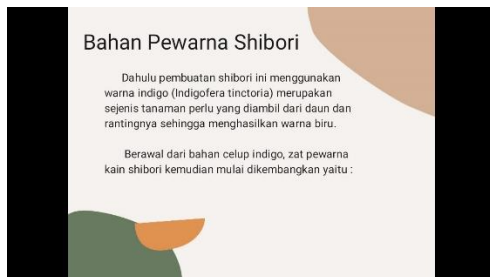 Bahan Pewarna Shibori
Dahulu pembuatan shibori ini menggunakan
warna indigo (Indigofera tinctoria) merupakan
sejenis tanaman perlu yang diambil dari daun dan
rantingnya sehingga menghasilkan warna biru.
Berawal dari bahan celup indigo, zat pewarna
kain shibori kemudian mulai dikembangkan yaitu :